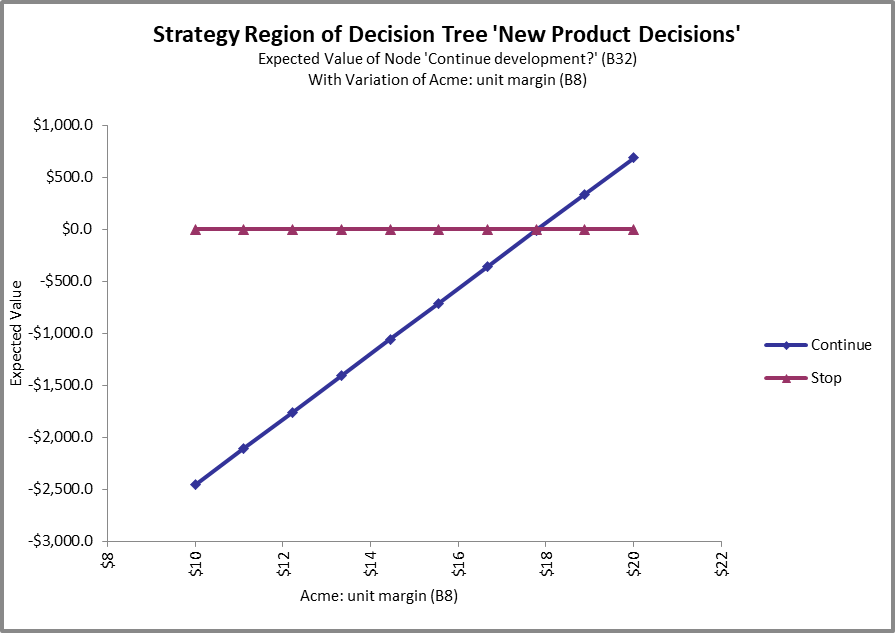 Strategy Region of Decision Tree 'New Product Decisions'
Expected Value of Node 'Continue development?' (B32)
With Variation of Acme: unit margin (B8)
$1,000.0
$500.0
$0.0
-$500.0
-$1,000.0
-$1,500.0
-$2,000.0
-$2,500.0
-$3,000.0
Expected Value
$8
$10
$12
$14
$16
$18
$20
$22
Acme: unit margin (B8)
Continue
Stop